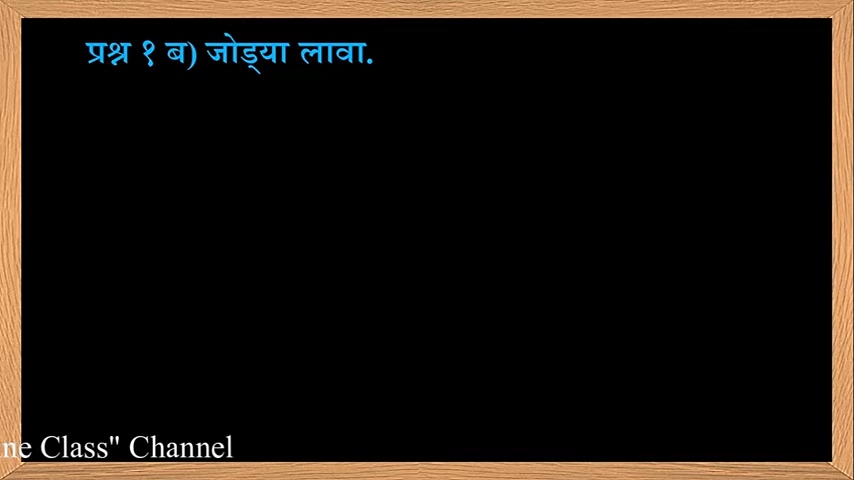 प्रश्न १ ब) जोड्या लावा.
ne Class" Channel